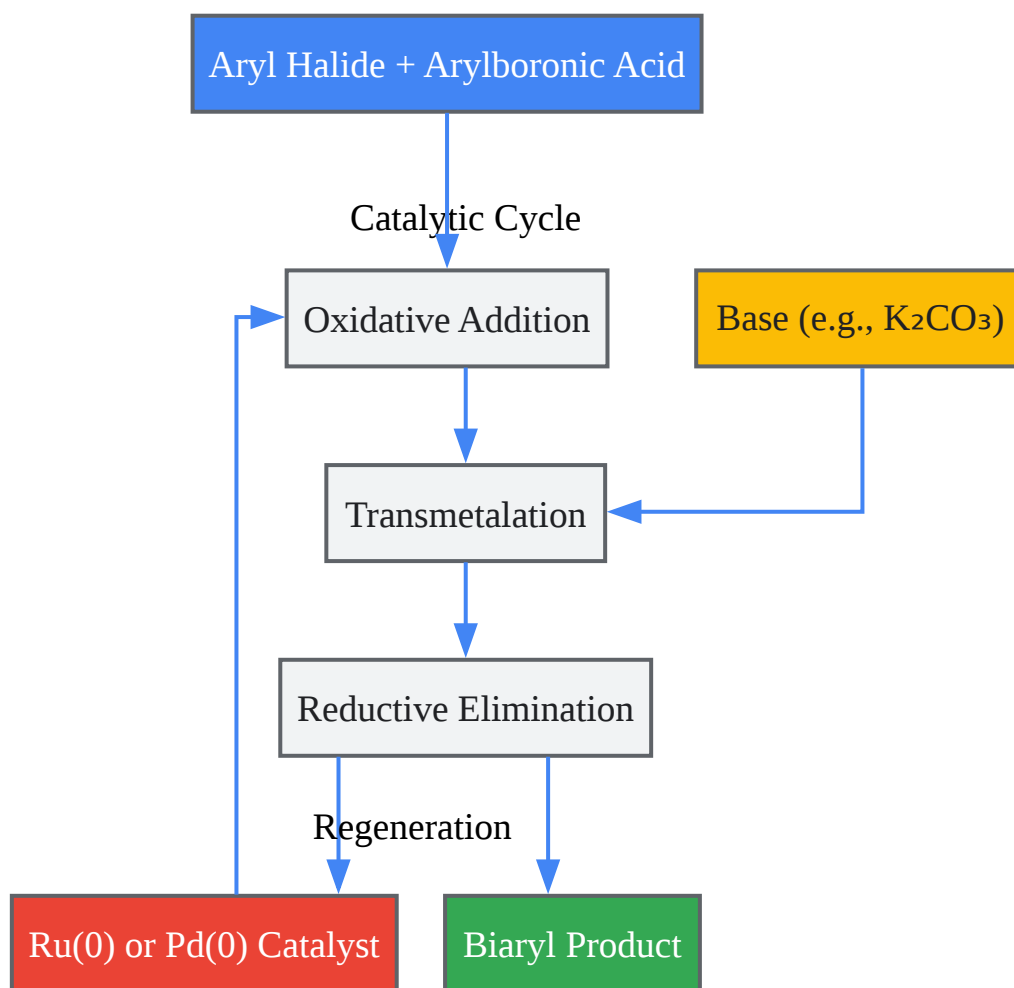 Aryl Halide + Arylboronic Acid
Catalytic Cycle
Oxidative Addition
Base (e.g., K₂CO₃)
Transmetalation
Reductive Elimination
Regeneration
Ru(0) or Pd(0) Catalyst
Biaryl Product